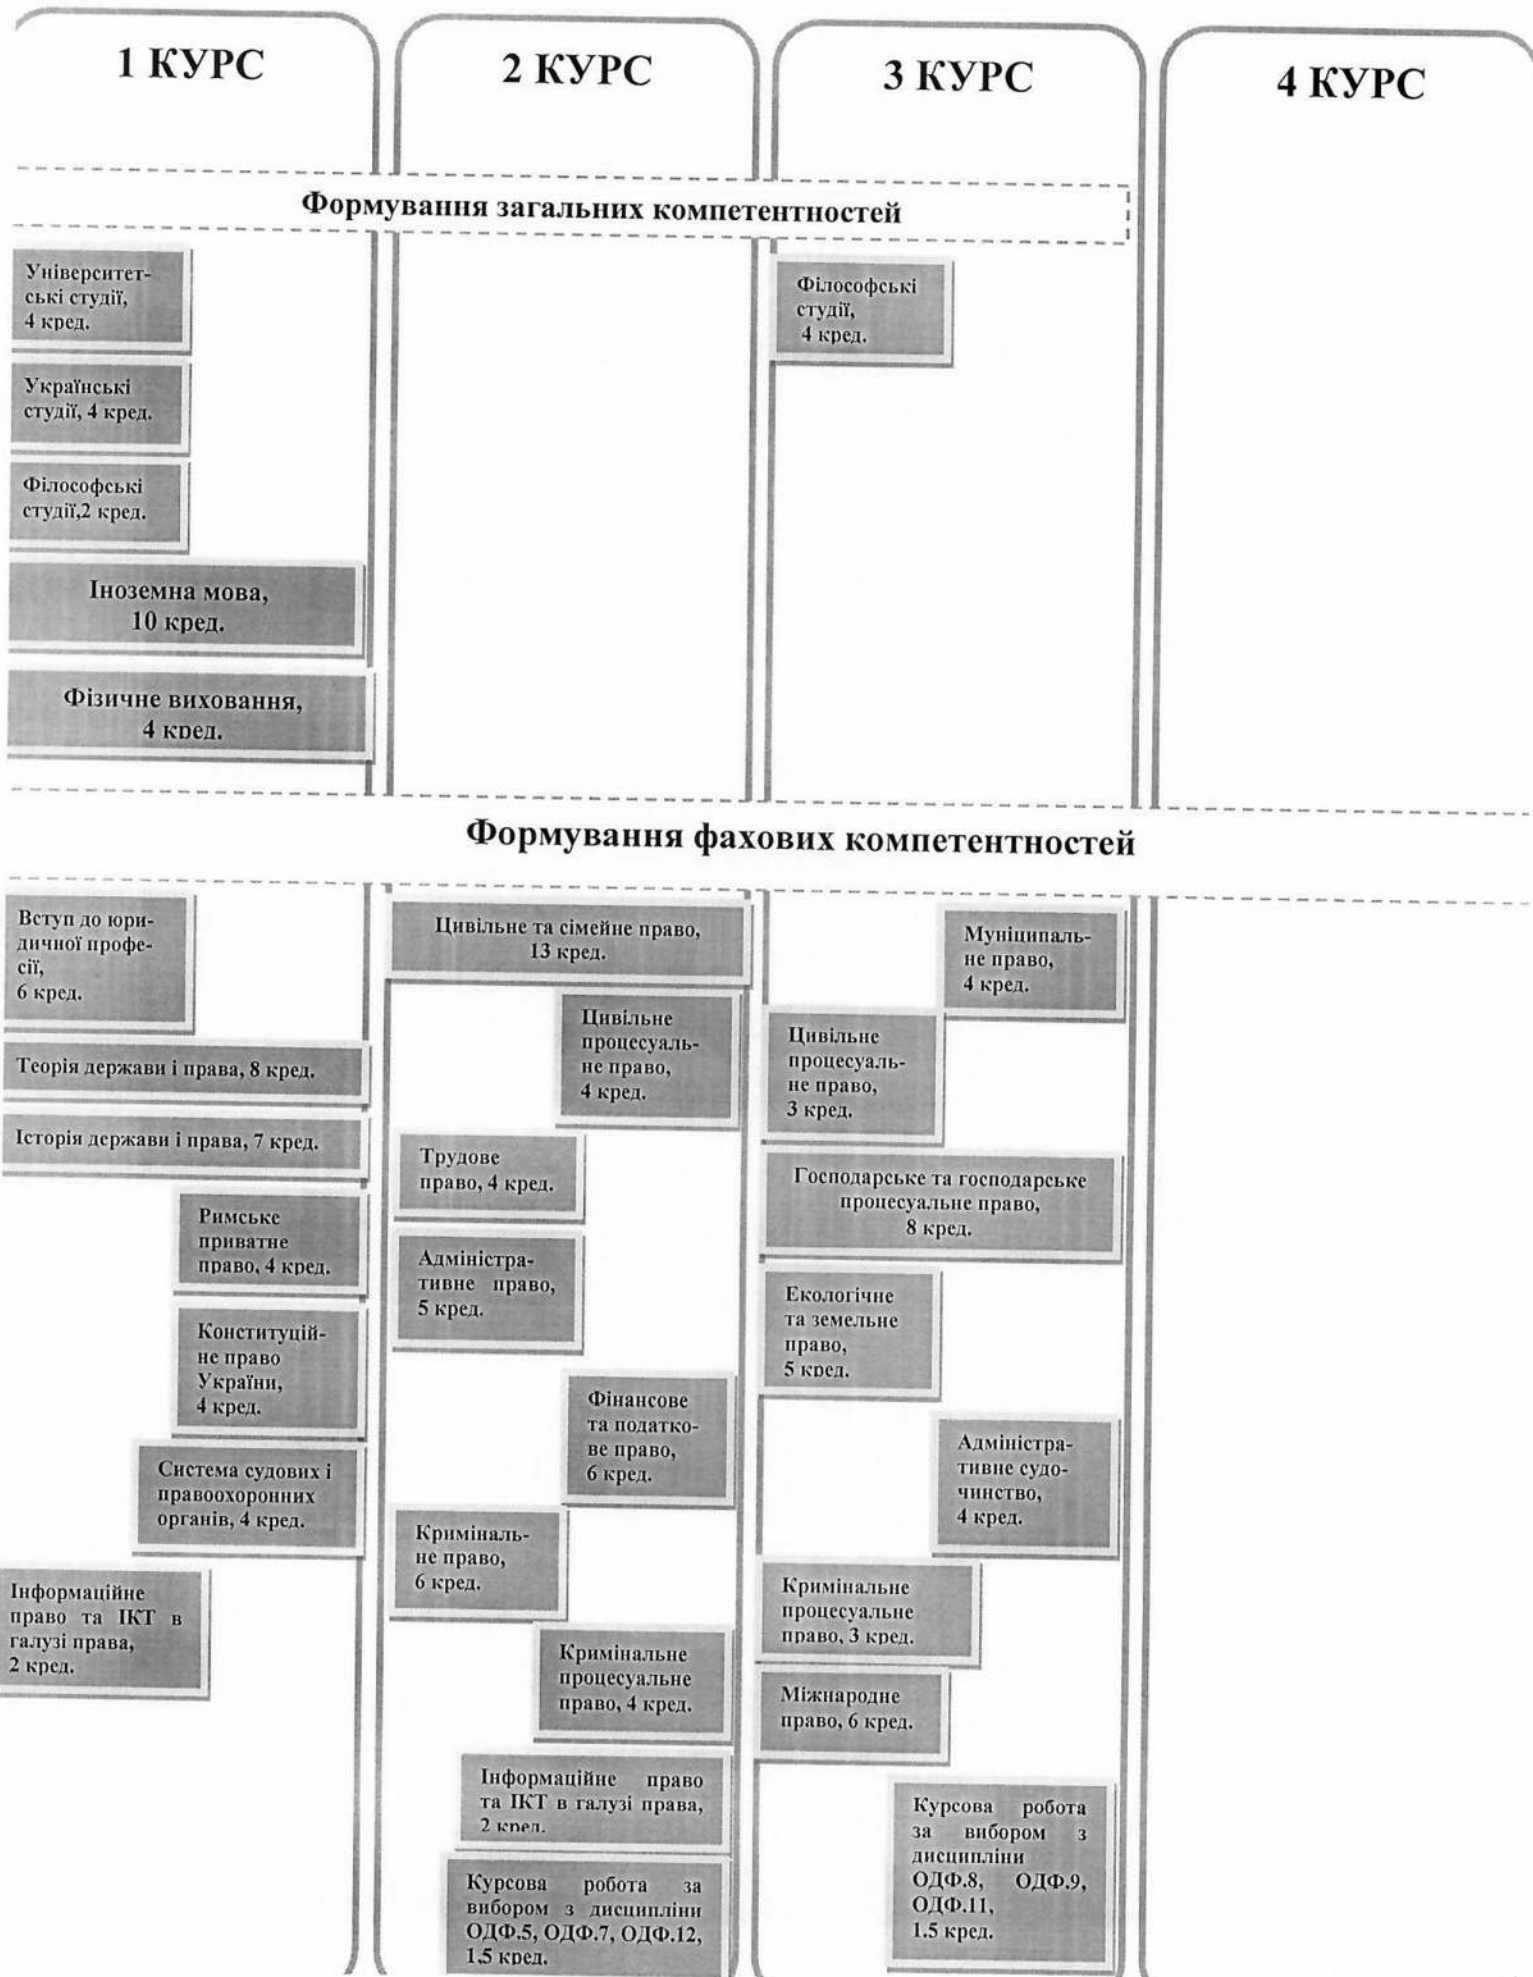 1 КУРС
2 КУРС
3 КУРС
4 КУРС
Формування загальних компетентностей
Університет-
ські студії,
4 кред.
Українські
студії, 4 кред.
Філософські
студії,2 кред.
Іноземна мова,
10 кред.
Фізичне виховання,
4 кред.
Філософські
студії,
4 кред.
Формування фахових компетентностей
Вступ до юри-
дичної профе-
сії,
6 кред.
Теорія держави і права, 8 кред.
Історія держави і права, 7 кред.
Римське
приватне
право, 4 кред.
Конституцій-
не право
України,
4 кред.
Система судових і
правоохоронних
органів, 4 кред.
Інформаційне
право та ІКТ в
галузі права,
2 кред.
Цивільне та сімейне право,
13 кред.
Цивільне
процесуаль-
не право,
4 кред.
Трудове
право, 4 кред.
Адміністра-
тивне право,
5 кред.
Фінансове
та податко-
ве право,
6 кред.
Криміналь-
не право,
6 кред.
Кримінальне
процесуальне
право, 4 кред.
Інформаційне право
та ІКТ в галузі права,
2 кред.
Курсова робота за
вибором з дисципліни
ОДФ.5, ОДФ.7, ОДФ.12,
1,5 кред.
Муніципаль-
не право,
4 кред.
Цивільне
процесуаль-
не право,
3 кред.
Господарське та господарське
процесуальне право,
8 кред.
Екологічне
та земельне
право,
5 кред.
Адміністра-
тивне судо-
чинство,
4 кред.
Кримінальне
процесуальне
право, 3 кред.
Міжнародне
право, 6 кред.
Курсова робота
за вибором з
дисципліни
ОДФ.8, ОДФ.9,
ОДФ.11,
1.5 кред.